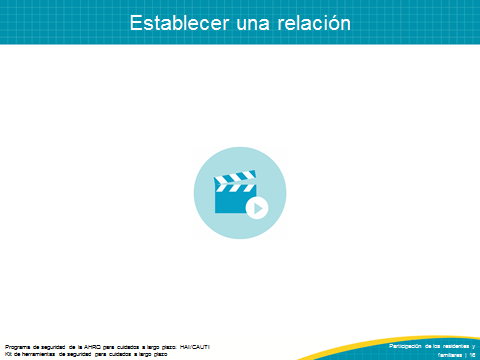 Establecer una relación
Programa de seguridad de la AHRQ para cuidados a largo plazo: HAI/CAUTI
Kit de herramientas de seguridad para cuidados a largo plazo
Participación de los residentes y
familiares | 16